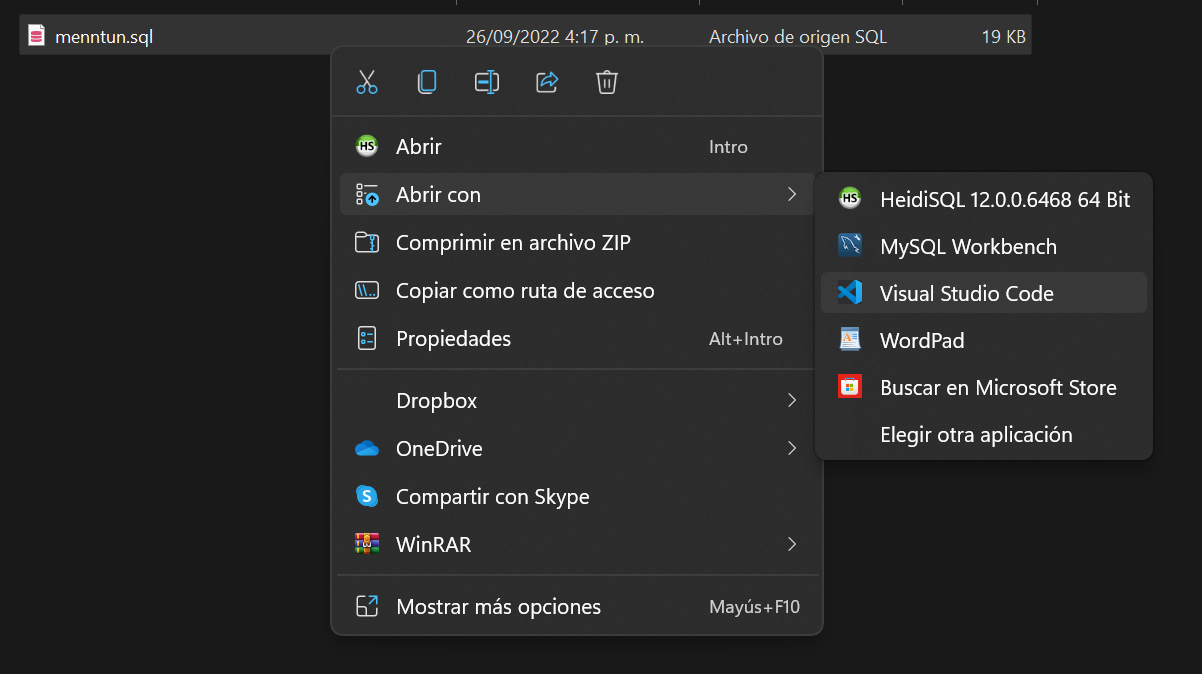 menntun.sql 26/09/2022 4:17 p. m. Archivo de origen SQL 19 KB
HS Abrir Intro
Abrir con
Comprimir en archivo ZIP
Copiar como ruta de acceso
Propiedades Alt+Intro
Dropbox
OneDrive
S Compartir con Skype
WinRAR
Mostrar más opciones Mayús+F10
HS HeidiSQL 12.0.0.6468 64 Bit
MySQL Workbench
Visual Studio Code
WordPad
Buscar en Microsoft Store
Elegir otra aplicación